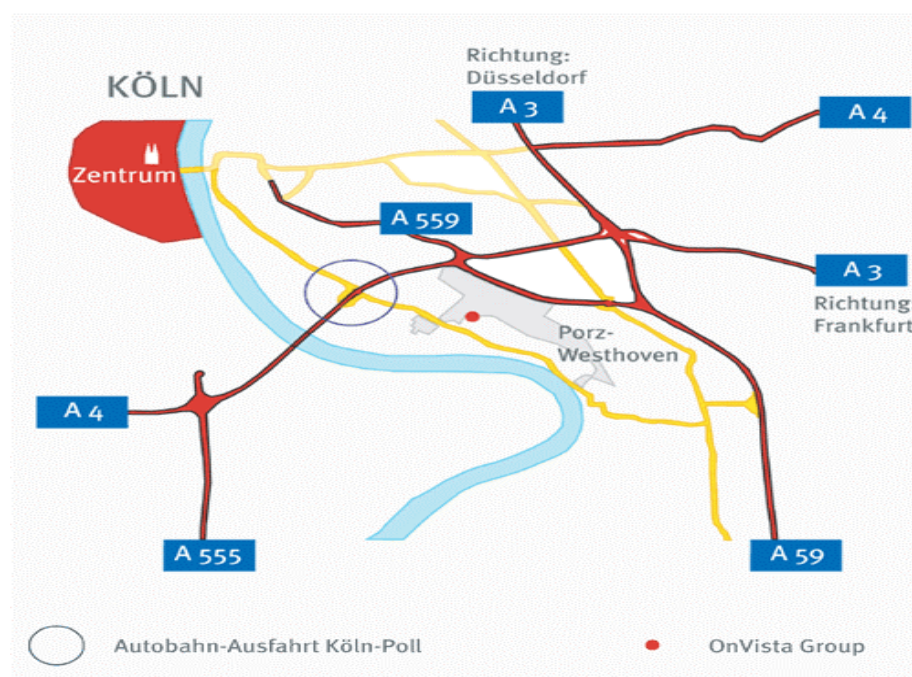 Richtung:
Düsseldorf
KÖLN
A 3
A 4
Zentrum
A 559
A 3
Richtung:
Frankfurt
Porz-
Westhoven
A 4
A 555
A 59
Autobahn-Ausfahrt Köln-Poll
OnVista Group